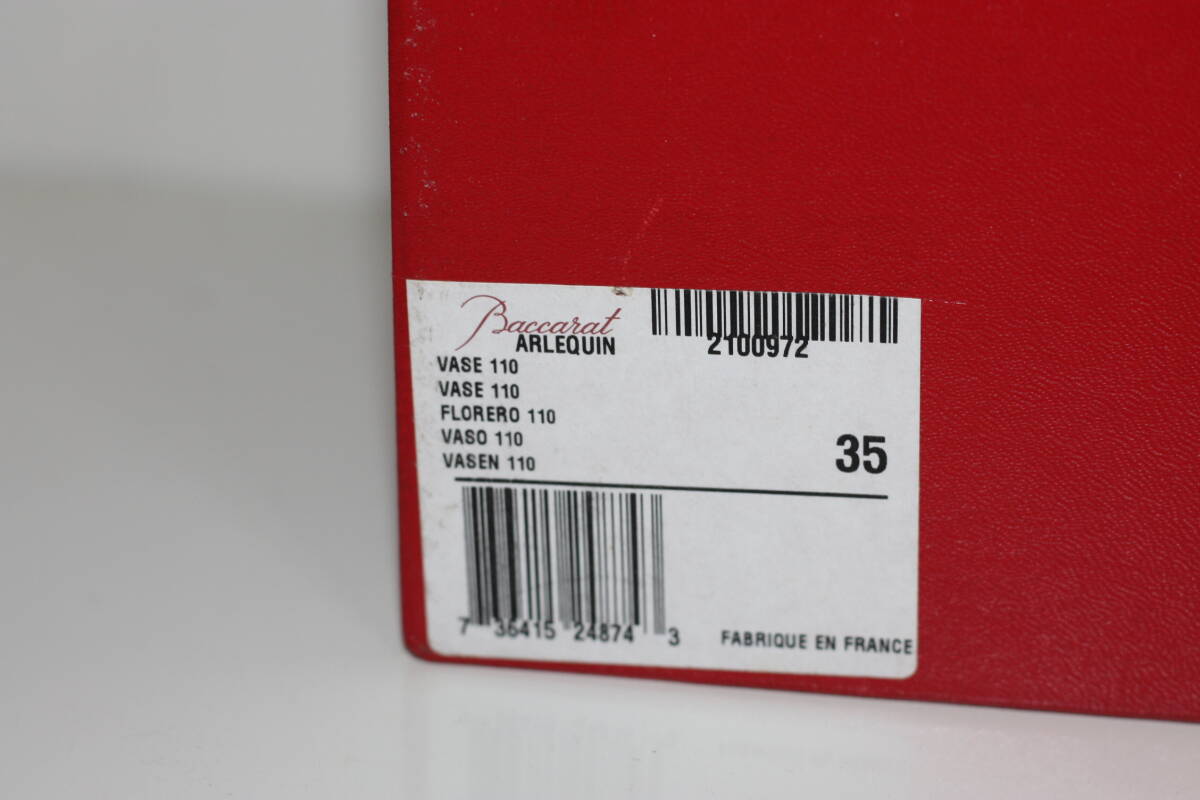 Baccarat
ARLEQUIN
2100972
VASE 110
VASE 110
FLORERO 110
VASO 110
VASEN 110
35
7 36415 24874 3
FABRIQUE EN FRANCE